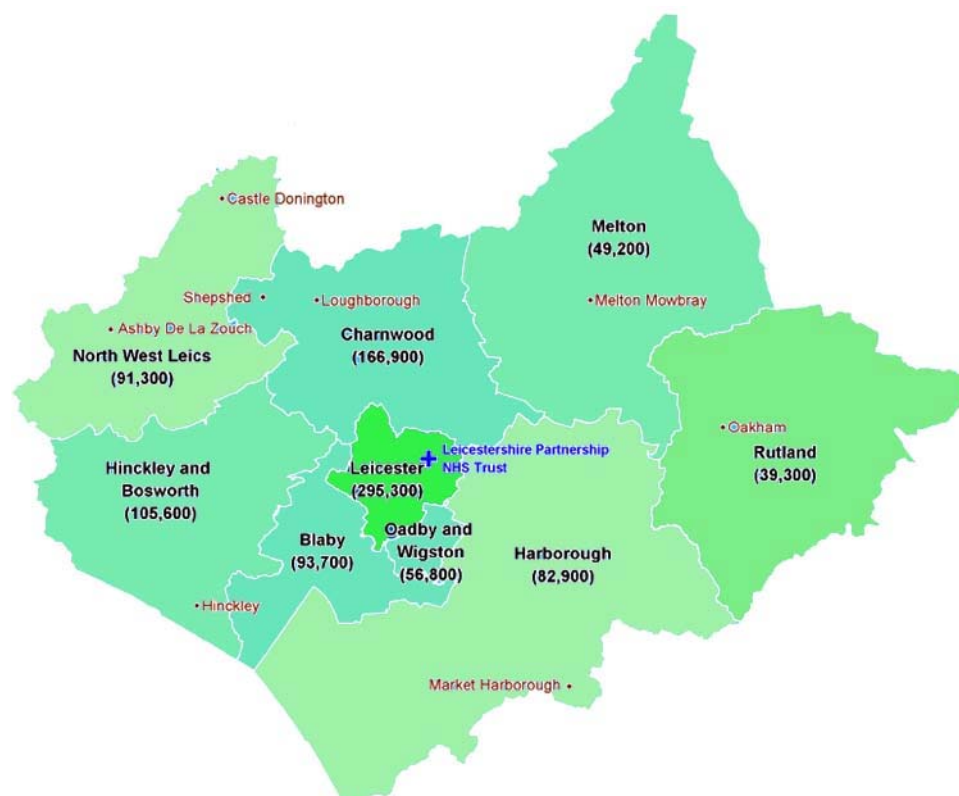 Castle Donington
Melton
(49,200)
Shepshed
Loughborough
Melton Mowbray
Ashby De La Zouch
Charnwood
(166,900)
North West Leics
(91,300)
Oakham
Rutland
(39,300)
Leicestershire Partnership
NHS Trust
Leicester
(295,300)
Hinckley and
Bosworth
(105,600)
Blaby
(93,700)
Oadby and
Wigston
(56,800)
Harborough
(82,900)
Hinckley
Market Harborough